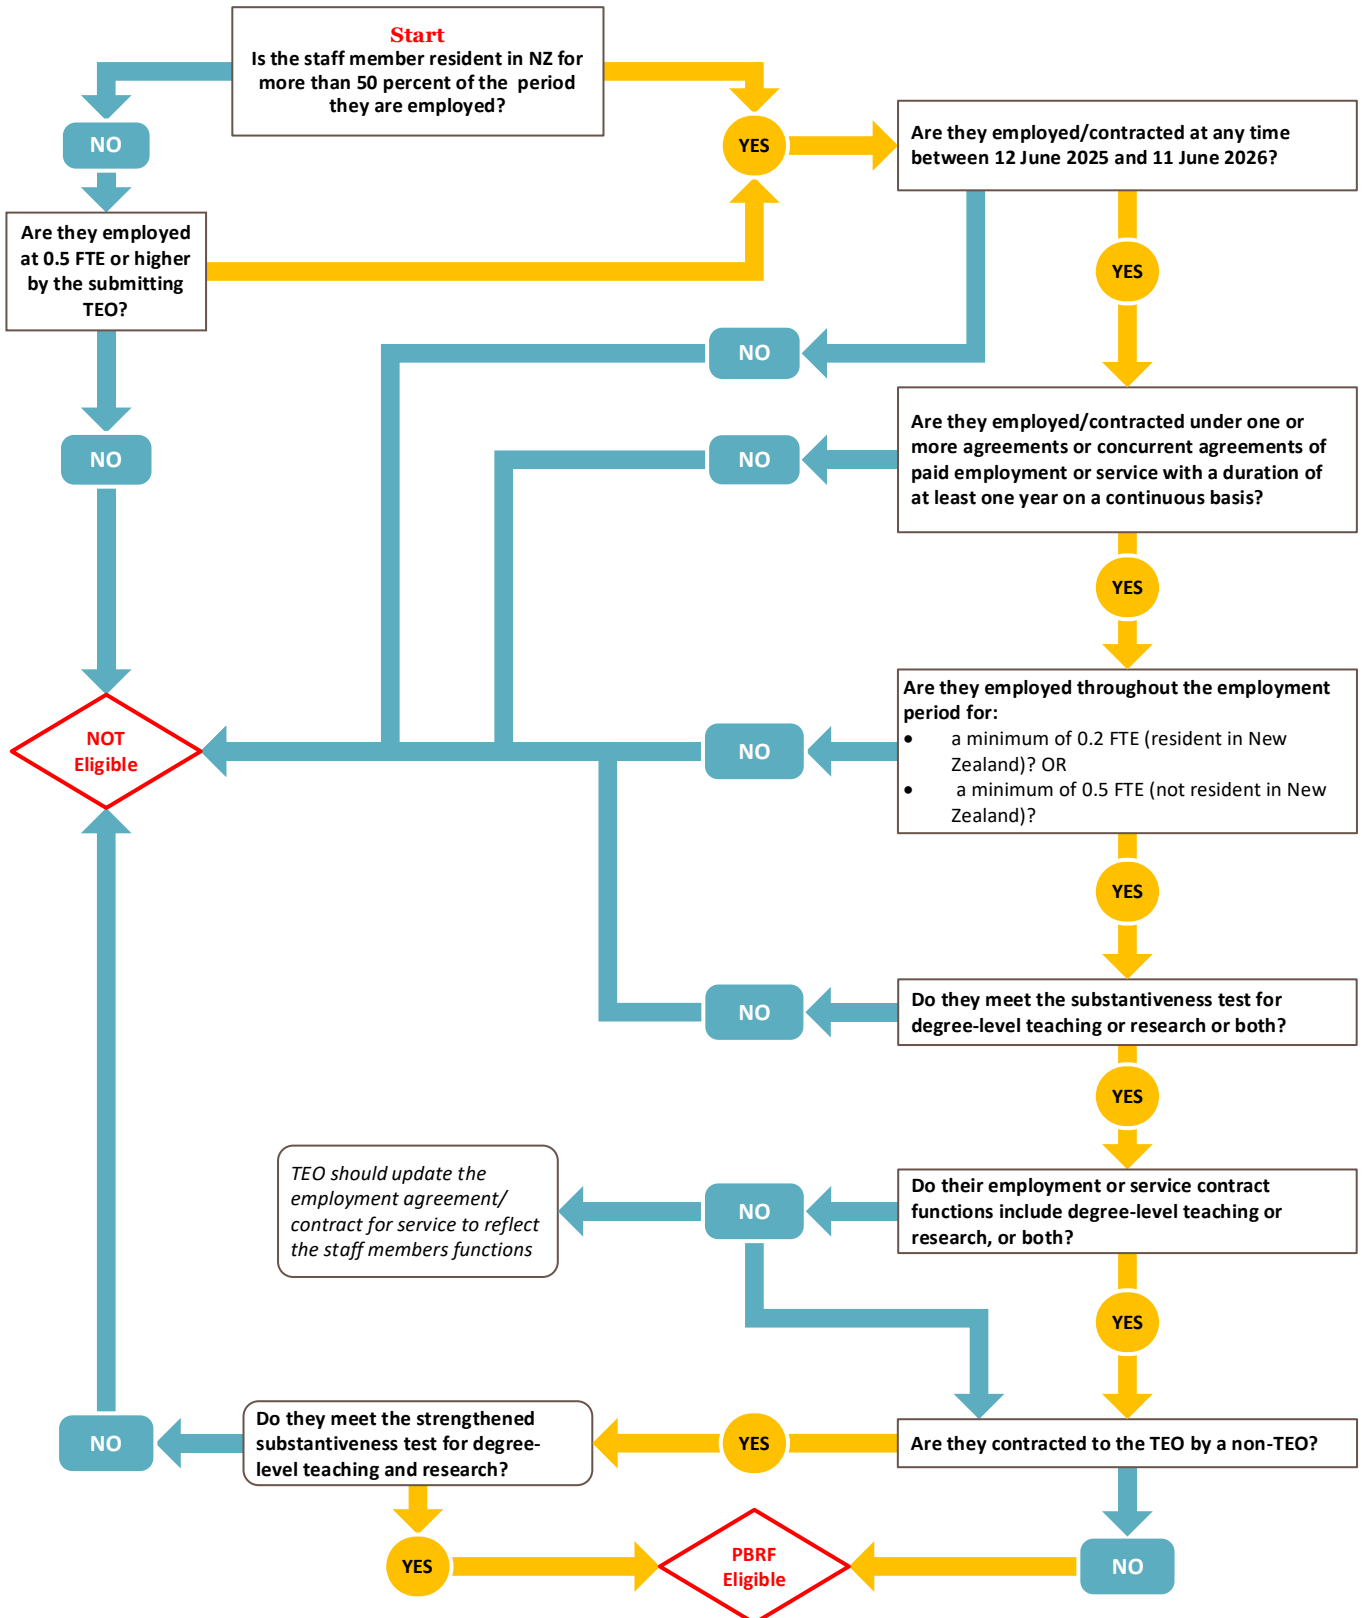 Start
Is the staff member resident in NZ for
more than 50 percent of the period
they are employed?
NO
YES
Are they employed/contracted at any time
between 12 June 2025 and 11 June 2026?
Are they employed
at 0.5 FTE or higher
by the submitting
TEO?
YES
NO
NO
Are they employed/contracted under one or
more agreements or concurrent agreements of
paid employment or service with a duration of
at least one year on a continuous basis?
NO
YES
Are they employed throughout the employment
period for:
• a minimum of 0.2 FTE (resident in New
Zealand)? OR
• a minimum of 0.5 FTE (not resident in New
Zealand)?
NO
NOT
Eligible
YES
Do they meet the substantiveness test for
degree-level teaching or research or both?
NO
YES
Do their employment or service contract
functions include degree-level teaching or
research, or both?
NO
TEO should update the
employment agreement/
contract for service to reflect
the staff members functions
YES
Are they contracted to the TEO by a non-TEO?
YES
Do they meet the strengthened
substantiveness test for degree-
level teaching and research?
NO
YES
PBRF
Eligible
NO